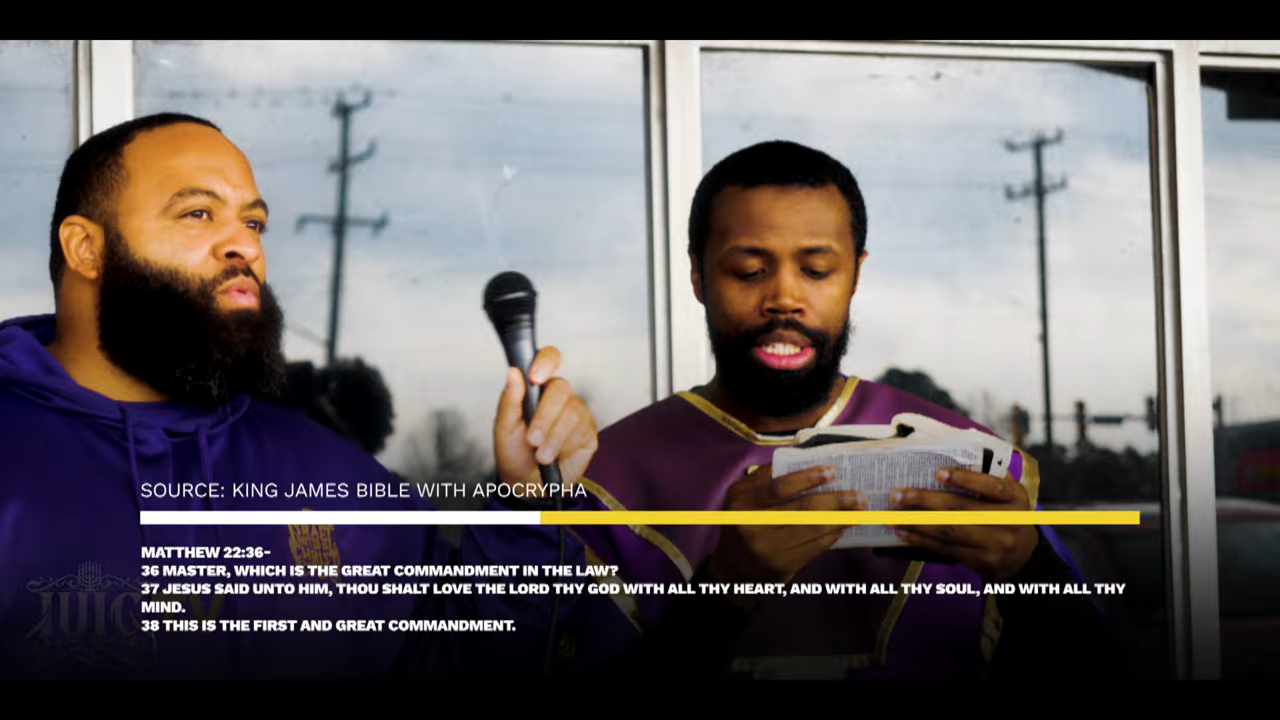 SOURCE: KING JAMES BIBLE WITH APOCRYPHA
MATTHEW 22:36-
36 MASTER, WHICH IS THE GREAT COMMANDMENT IN THE LAW?
37 JESUS SAID UNTO HIM, THOU SHALT LOVE THE LORD THY GOD WITH ALL THY HEART, AND WITH ALL THY SOUL, AND WITH ALL THY
MIND.
38 THIS IS THE FIRST AND GREAT COMMANDMENT.
IUIC